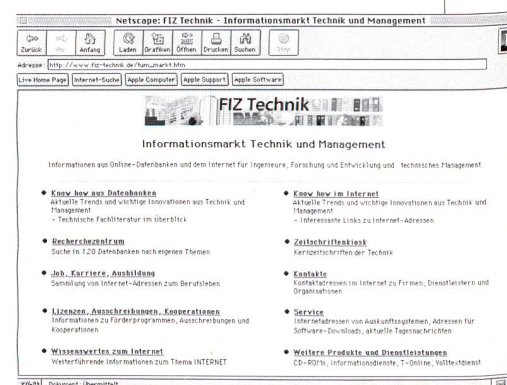 Netscape: FIZ Technik - Informationsmarkt Technik und Management
Zurück Vor Anfang Laden Grafiken Öffnen Drucken Suchen Stop
Adresse: http://www.fiz-technik.de/tum_markt.htm
Live Home Page Internet-Suche Apple Computer Apple Support Apple Software
FIZ Technik
Informationsmarkt Technik und Management
Informationen aus Online-Datenbanken und dem Internet für Ingenieure, Forschung und Entwicklung und technisches Management.
Know how aus Datenbanken
Aktuelle Trends und wichtige Innovationen aus Technik und
Management
- Technische Fachliteratur im Überblick
Recherchezentrum
Suche in 120 Datenbanken nach eigenen Themen
Job, Karriere, Ausbildung
Sammlung von Internet-Adressen zum Berufsleben
Lizenzen, Ausschreibungen, Kooperationen
Informationen zu Förderprogrammen, Ausschreibungen und
Kooperationen
Wissenswertes zum Internet
Weiterführende Informationen zum Thema INTERNET
Know how im Internet
Aktuelle Trends und wichtige Innovationen aus Technik und
Management
- Interessante Links zu Internet-Adressen
Zeitschriftenkiosk
Kernzeitschriften der Technik
Kontakte
Kontaktadressen im Internet zu Firmen, Dienstleistern und
Organisationen
Service
Internetadressen von Auskunftssystemen, Adressen für
Software-Downloads, aktuelle Tagesnachrichten
Weitere Produkte und Dienstleistungen
CD-ROMs, Informationsdienste, T-Online, Volltextdienst
Dokument: Übermittelt